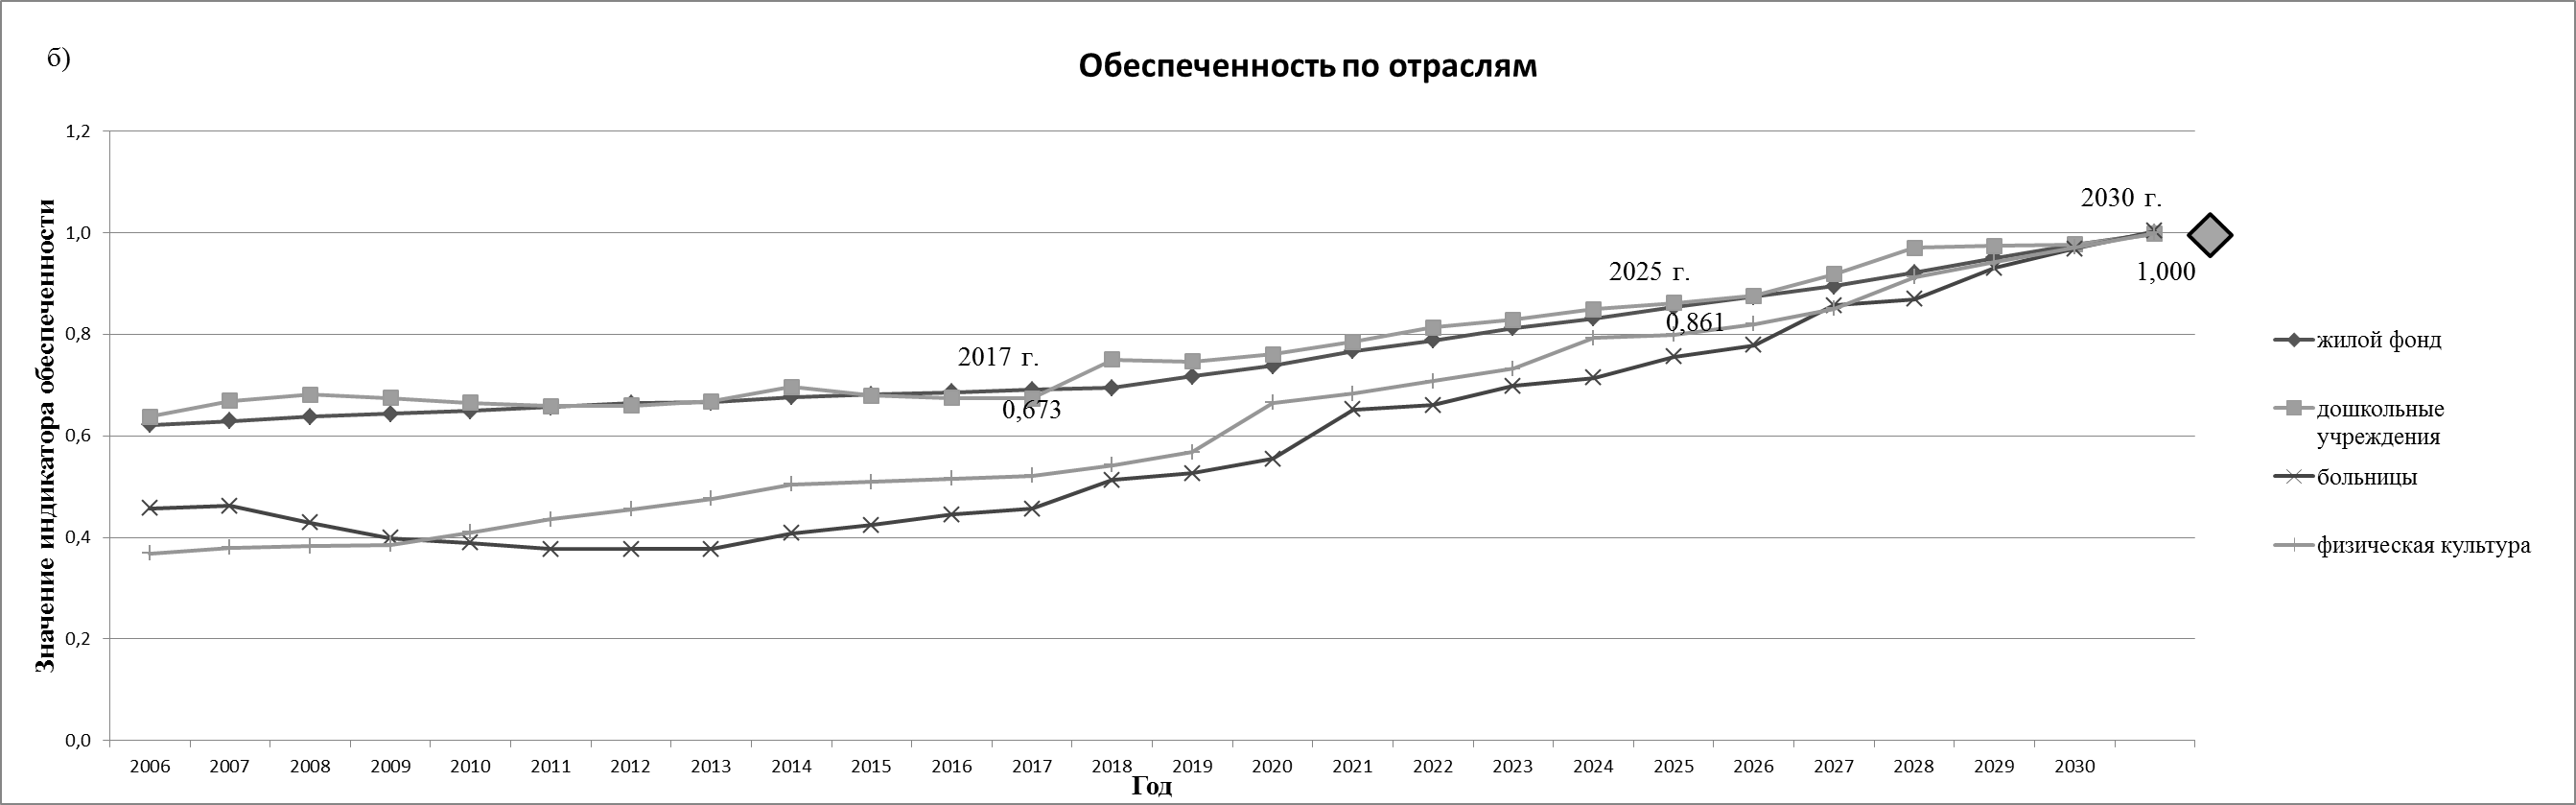 б)
Обеспеченность по отраслям
Значение индикатора обеспеченности
1,2
1,0
0,8
0,6
0,4
0,2
0,0
2017 г.
0,673
2025 г.
0,861
2030 г.
1,000
2006 2007 2008 2009 2010 2011 2012 2013 2014 2015 2016 2017 2018 2019 2020 2021 2022 2023 2024 2025 2026 2027 2028 2029 2030
Год
жилой фонд
дошкольные
учреждения
больницы
физическая культура